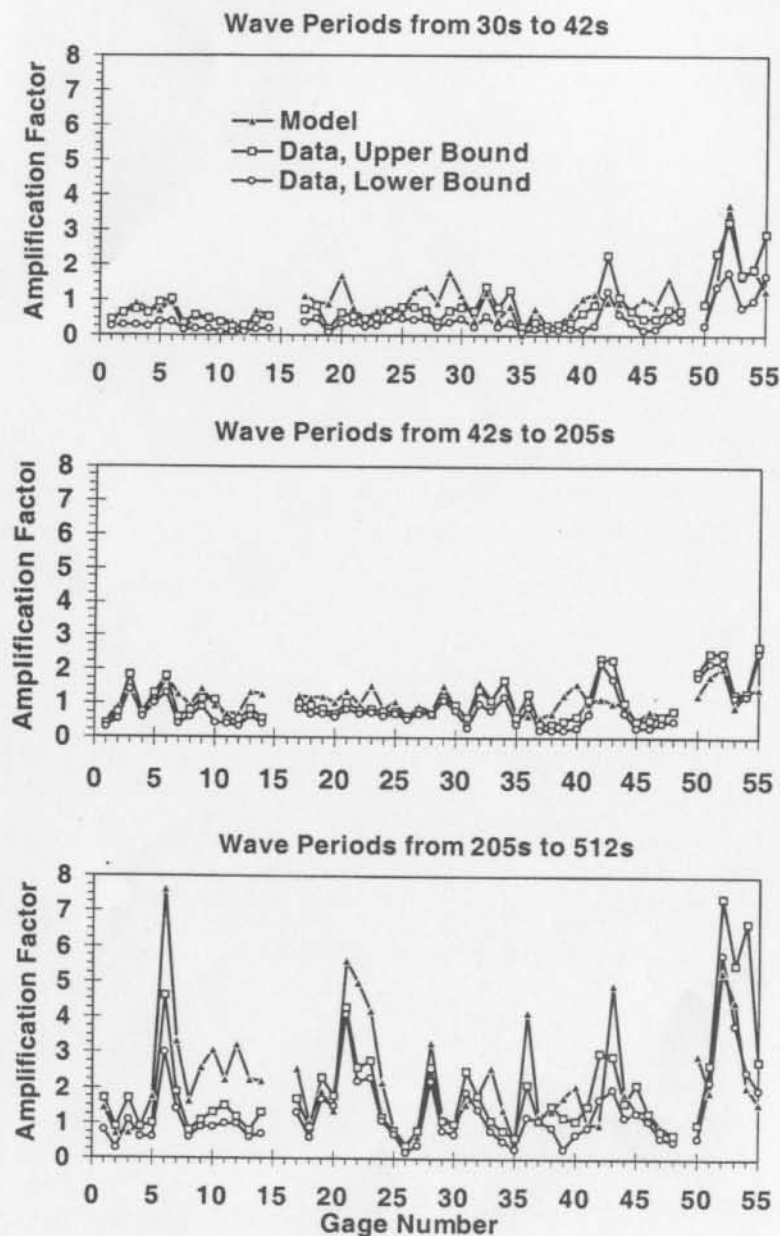 Wave Periods from 30s to 42s
Amplification Factor
8
7
6
5
4
3
2
1
0
Model
Data, Upper Bound
Data, Lower Bound
0 5 10 15 20 25 30 35 40 45 50 55
Wave Periods from 42s to 205s
Amplification Factor
8
7
6
5
4
3
2
1
0
0 5 10 15 20 25 30 35 40 45 50 55
Wave Periods from 205s to 512s
Amplification Factor
8
7
6
5
4
3
2
1
0
0 5 10 15 20 25 30 35 40 45 50 55
Gage Number